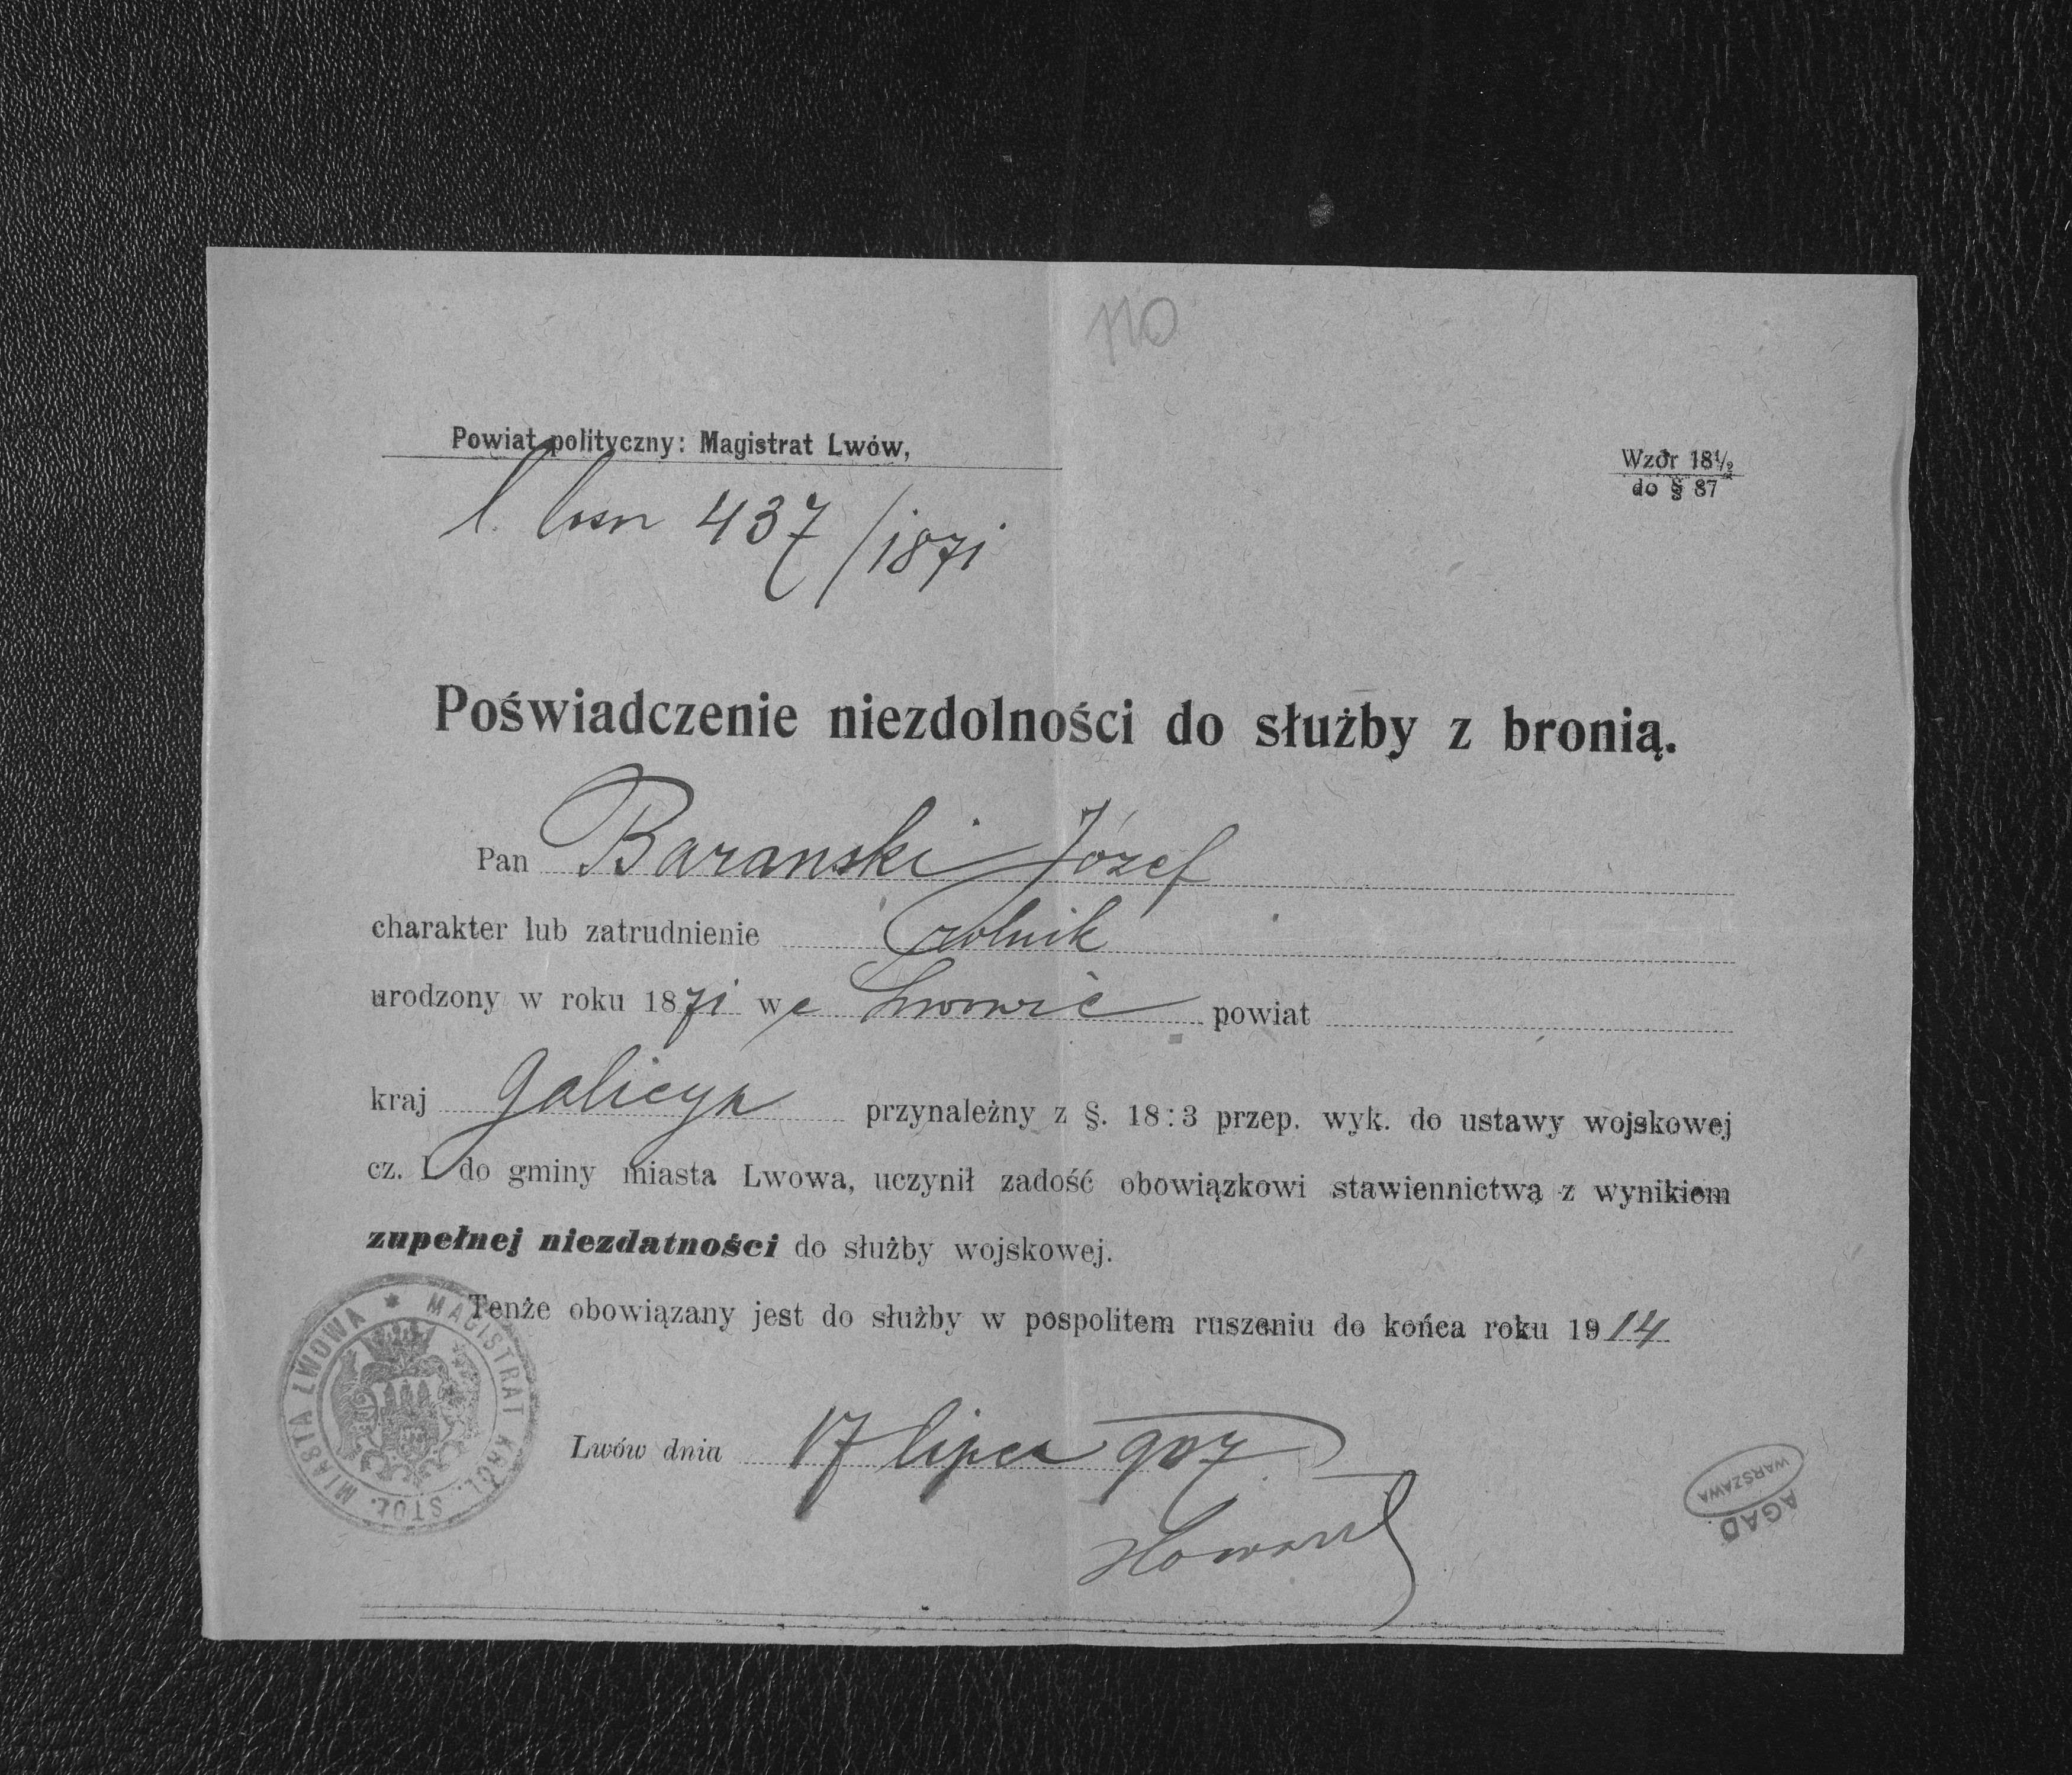 110
Powiat polityczny: Magistrat Lwów,
Wzór 18 1/2
do § 87
l. losu 437/1871
Poświadczenie niezdolności do służby z bronią.
Pan Baranski Józef
charakter lub zatrudnienie rolnik
urodzony w roku 1871 we Lwowie powiat
kraj Galicya przynależny z §. 18:3 przep. wyk. do ustawy wojskowej
cz. I. do gminy miasta Lwowa, uczynił zadość obowiązkowi stawiennictwa z wynikiem
zupełnej niezdatności do służby wojskowej.
Tenże obowiązany jest do służby w pospolitem ruszeniu do końca roku 1914
Lwów dnia 17 lipca 907
MAGISTRAT KRÓL. STOŁ. MIASTA LWOWA
AGAD
WARSZAWA